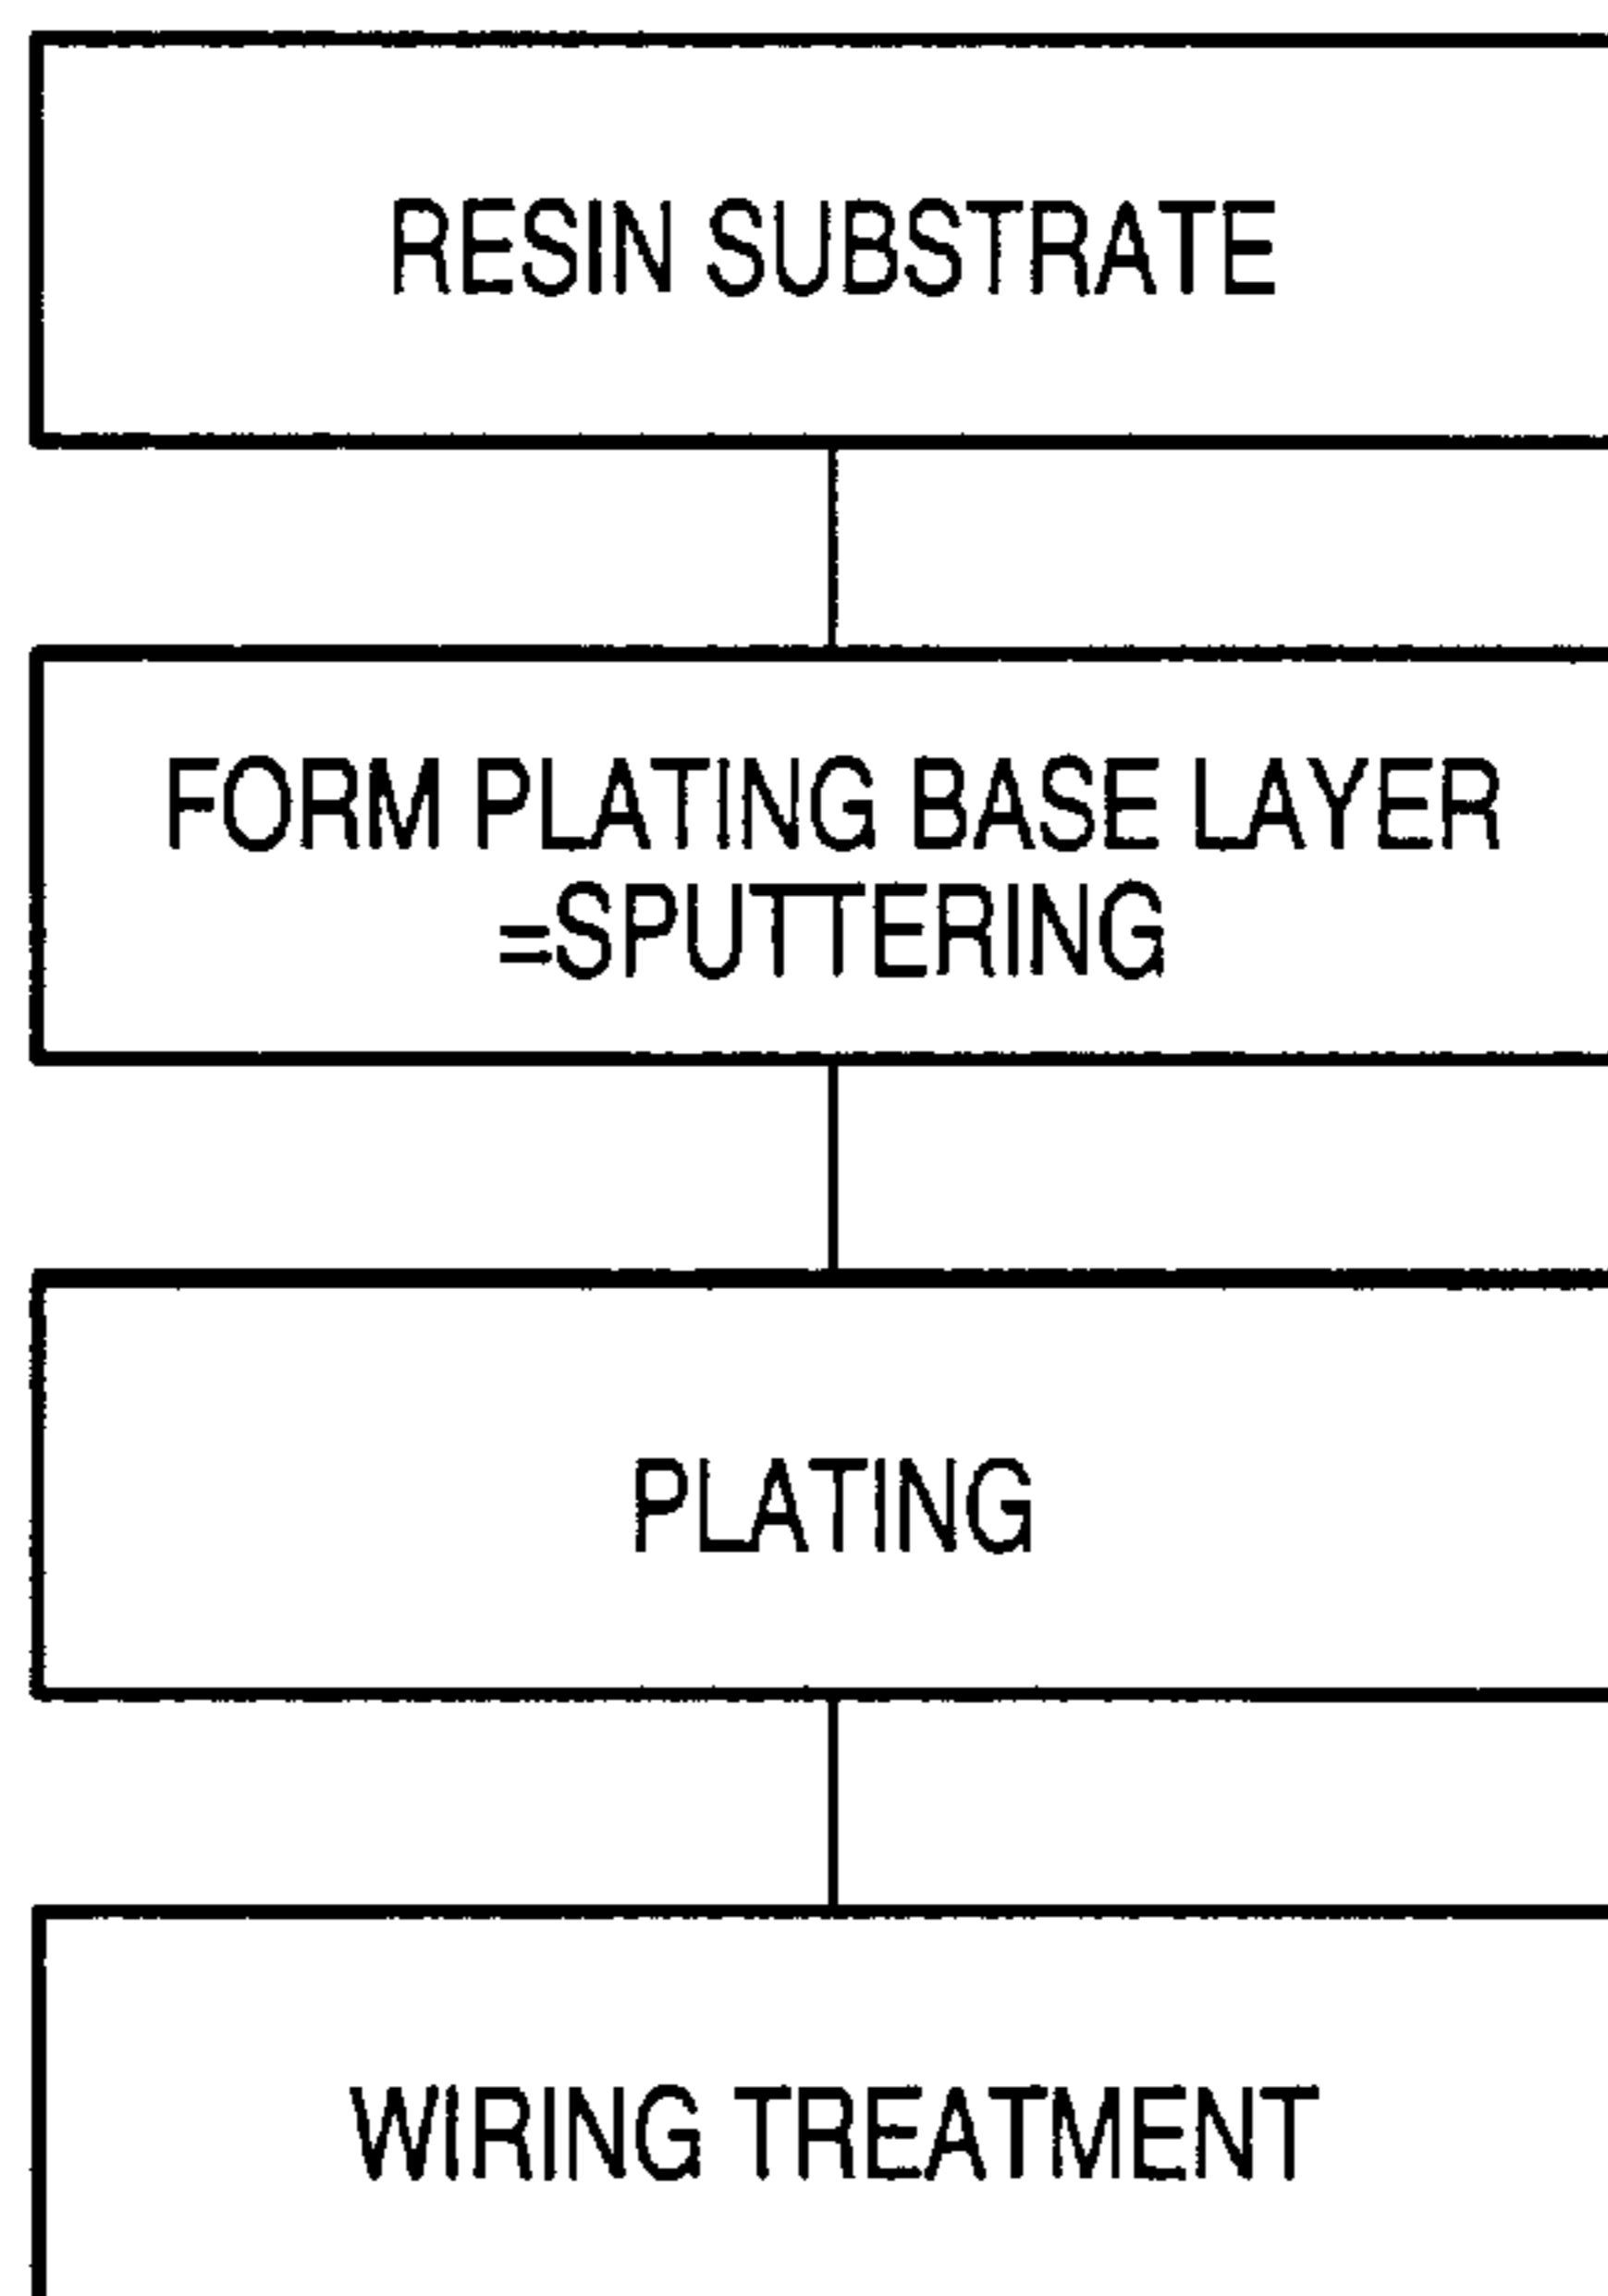 RESIN SUBSTRATE
FORM PLATING BASE LAYER
=SPUTTERING
PLATING
WIRING TREATMENT